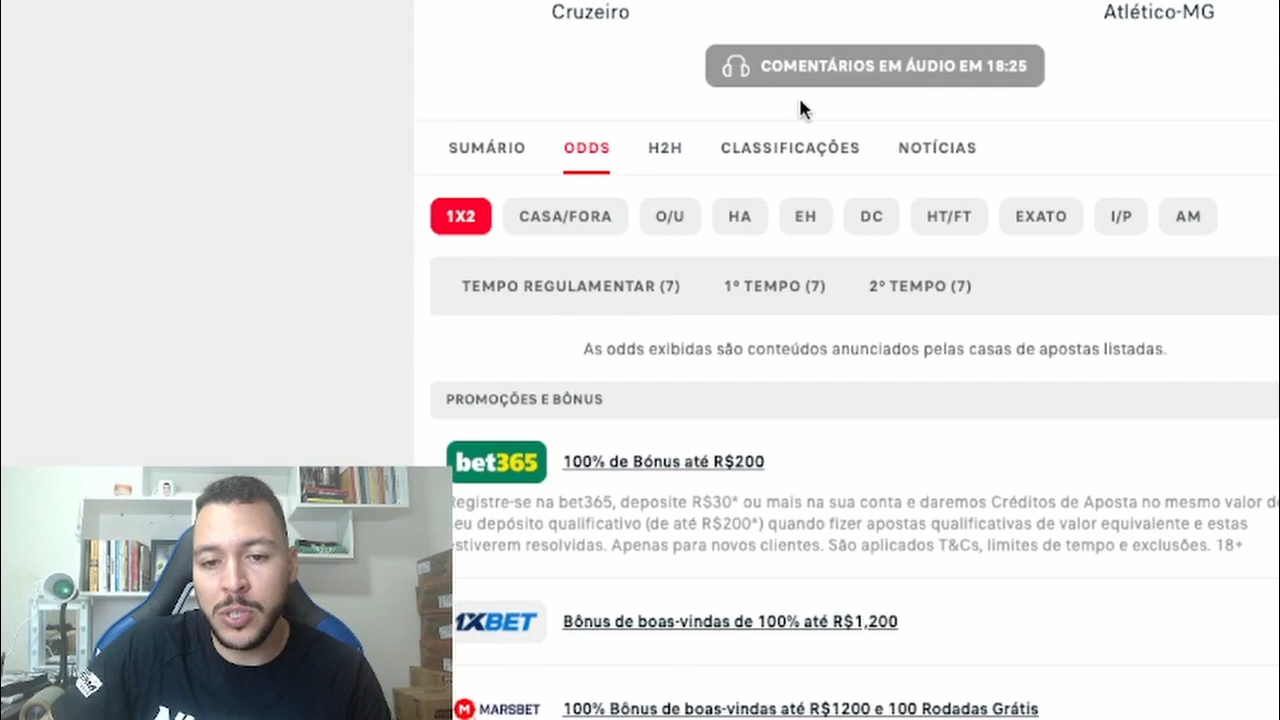 Cruzeiro
Atlético-MG
COMENTÁRIOS EM ÁUDIO EM 18:25
SUMÁRIO ODDS H2H CLASSIFICAÇÕES NOTÍCIAS
1X2 CASA/FORA O/U HA EH DC HT/FT EXATO I/P AM
TEMPO REGULAMENTAR (7) 1º TEMPO (7) 2º TEMPO (7)
As odds exibidas são conteúdos anunciados pelas casas de apostas listadas.
PROMOÇÕES E BÔNUS
bet365 100% de Bónus até R$200
egistre-se na bet365, deposite R$30* ou mais na sua conta e daremos Créditos de Aposta no mesmo valor d
eu depósito qualificativo (de até R$200*) quando fizer apostas qualificativas de valor equivalente e estas
stiverem resolvidas. Apenas para novos clientes. São aplicados T&Cs, limites de tempo e exclusões. 18+
1XBET Bônus de boas-vindas de 100% até R$1,200
M MARSBET 100% Bônus de boas-vindas até R$1200 e 100 Rodadas Grátis